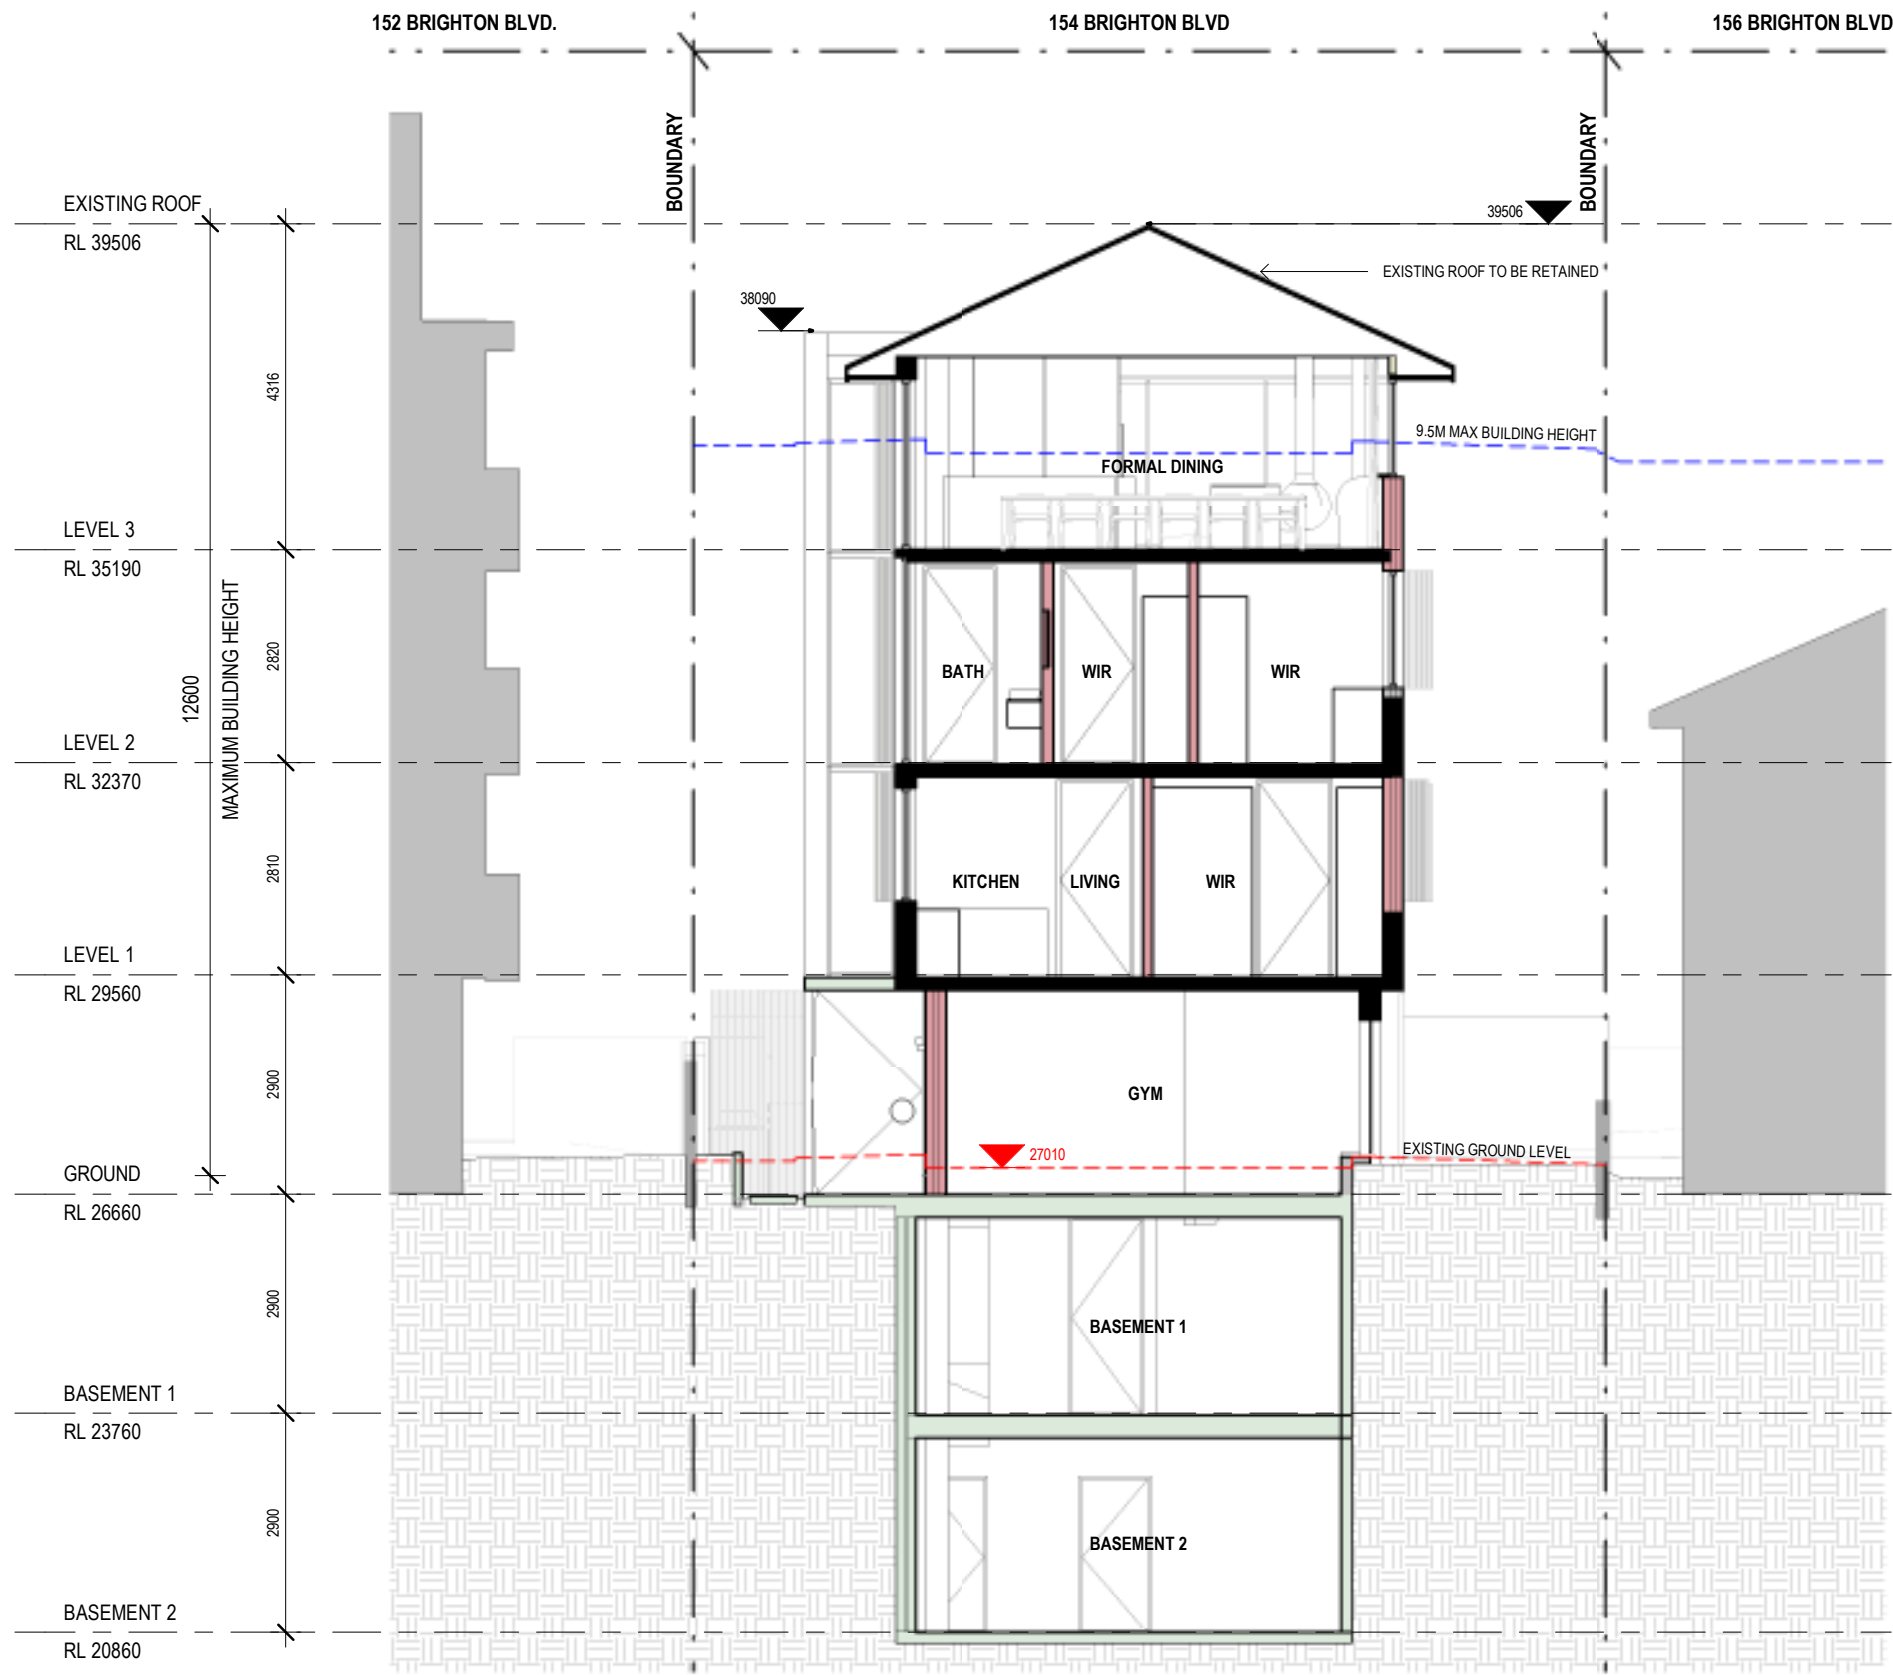 152 BRIGHTON BLVD.
154 BRIGHTON BLVD
156 BRIGHTON BLVD
BOUNDARY
BOUNDARY
EXISTING ROOF
RL 39506
39506
EXISTING ROOF TO BE RETAINED
38090
4316
9.5M MAX BUILDING HEIGHT
FORMAL DINING
LEVEL 3
RL 35190
12600
MAXIMUM BUILDING HEIGHT
2820
BATH
WIR
WIR
LEVEL 2
RL 32370
2810
KITCHEN
LIVING
WIR
LEVEL 1
RL 29560
2900
GYM
27010
EXISTING GROUND LEVEL
GROUND
RL 26660
2900
BASEMENT 1
BASEMENT 1
RL 23760
2900
BASEMENT 2
BASEMENT 2
RL 20860